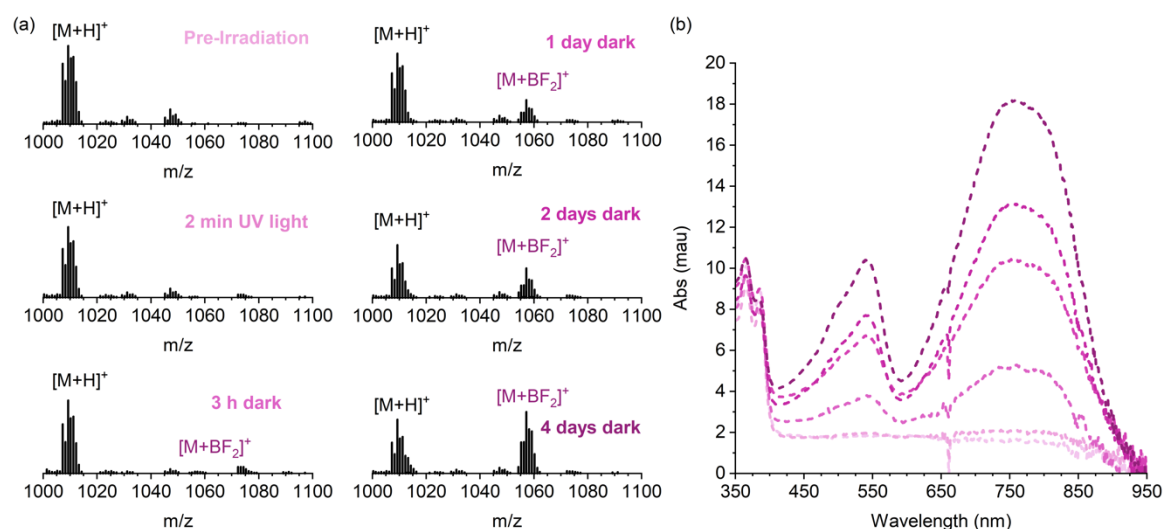 (a)
[M+H]+
Pre-Irradiation
1000 1020 1040 1060 1080 1100
m/z
[M+H]+
1 day dark
[M+BF2]+
1000 1020 1040 1060 1080 1100
m/z
[M+H]+
2 min UV light
1000 1020 1040 1060 1080 1100
m/z
[M+H]+
2 days dark
[M+BF2]+
1000 1020 1040 1060 1080 1100
m/z
[M+H]+
3 h dark
[M+BF2]+
1000 1020 1040 1060 1080 1100
m/z
[M+H]+
[M+BF2]+
4 days dark
1000 1020 1040 1060 1080 1100
m/z
(b)
20
18
16
14
12
10
8
6
4
2
0
Abs (mau)
350 450 550 650 750 850 950
Wavelength (nm)